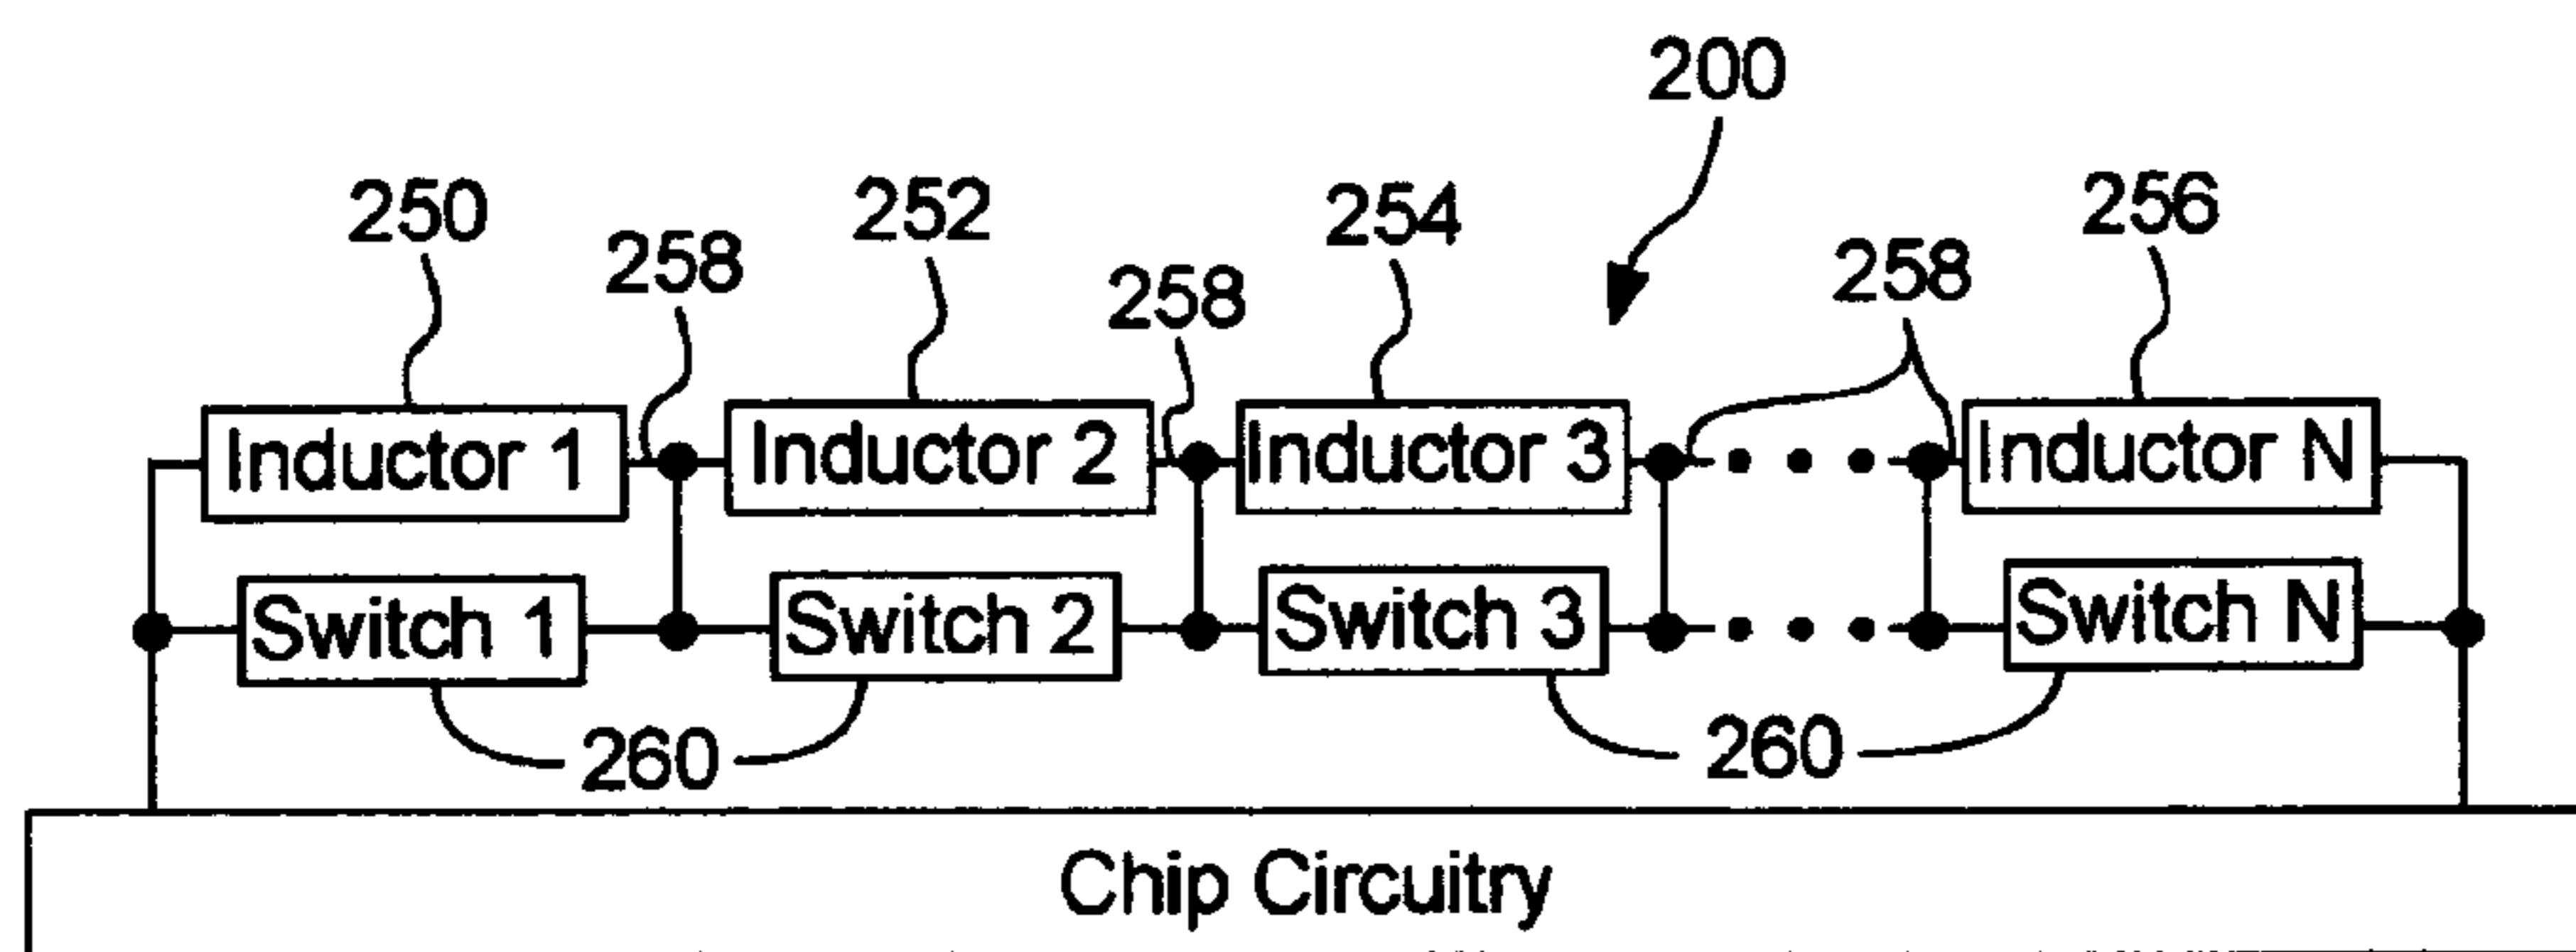 200
250 252 254 256
258 258 258
Inductor 1 Inductor 2 Inductor 3 Inductor N
Switch 1 Switch 2 Switch 3 Switch N
260 260
Chip Circuitry